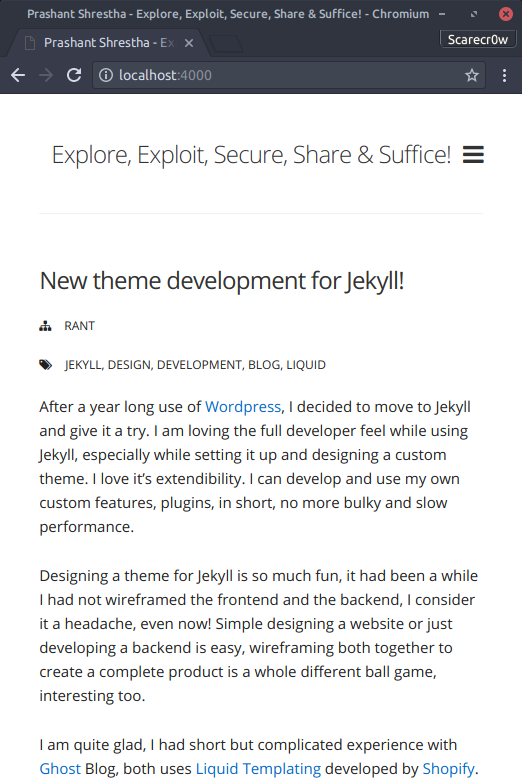 Prashant Shrestha - Explore, Exploit, Secure, Share & Suffice! - Chromium
Prashant Shrestha - Ex
Scarecr0w
localhost:4000
Explore, Exploit, Secure, Share & Suffice!
New theme development for Jekyll!
RANT
JEKYLL, DESIGN, DEVELOPMENT, BLOG, LIQUID
After a year long use of Wordpress, I decided to move to Jekyll
and give it a try. I am loving the full developer feel while using
Jekyll, especially while setting it up and designing a custom
theme. I love it’s extendibility. I can develop and use my own
custom features, plugins, in short, no more bulky and slow
performance.
Designing a theme for Jekyll is so much fun, it had been a while
I had not wireframed the frontend and the backend, I consider
it a headache, even now! Simple designing a website or just
developing a backend is easy, wireframing both together to
create a complete product is a whole different ball game,
interesting too.
I am quite glad, I had short but complicated experience with
Ghost Blog, both uses Liquid Templating developed by Shopify.